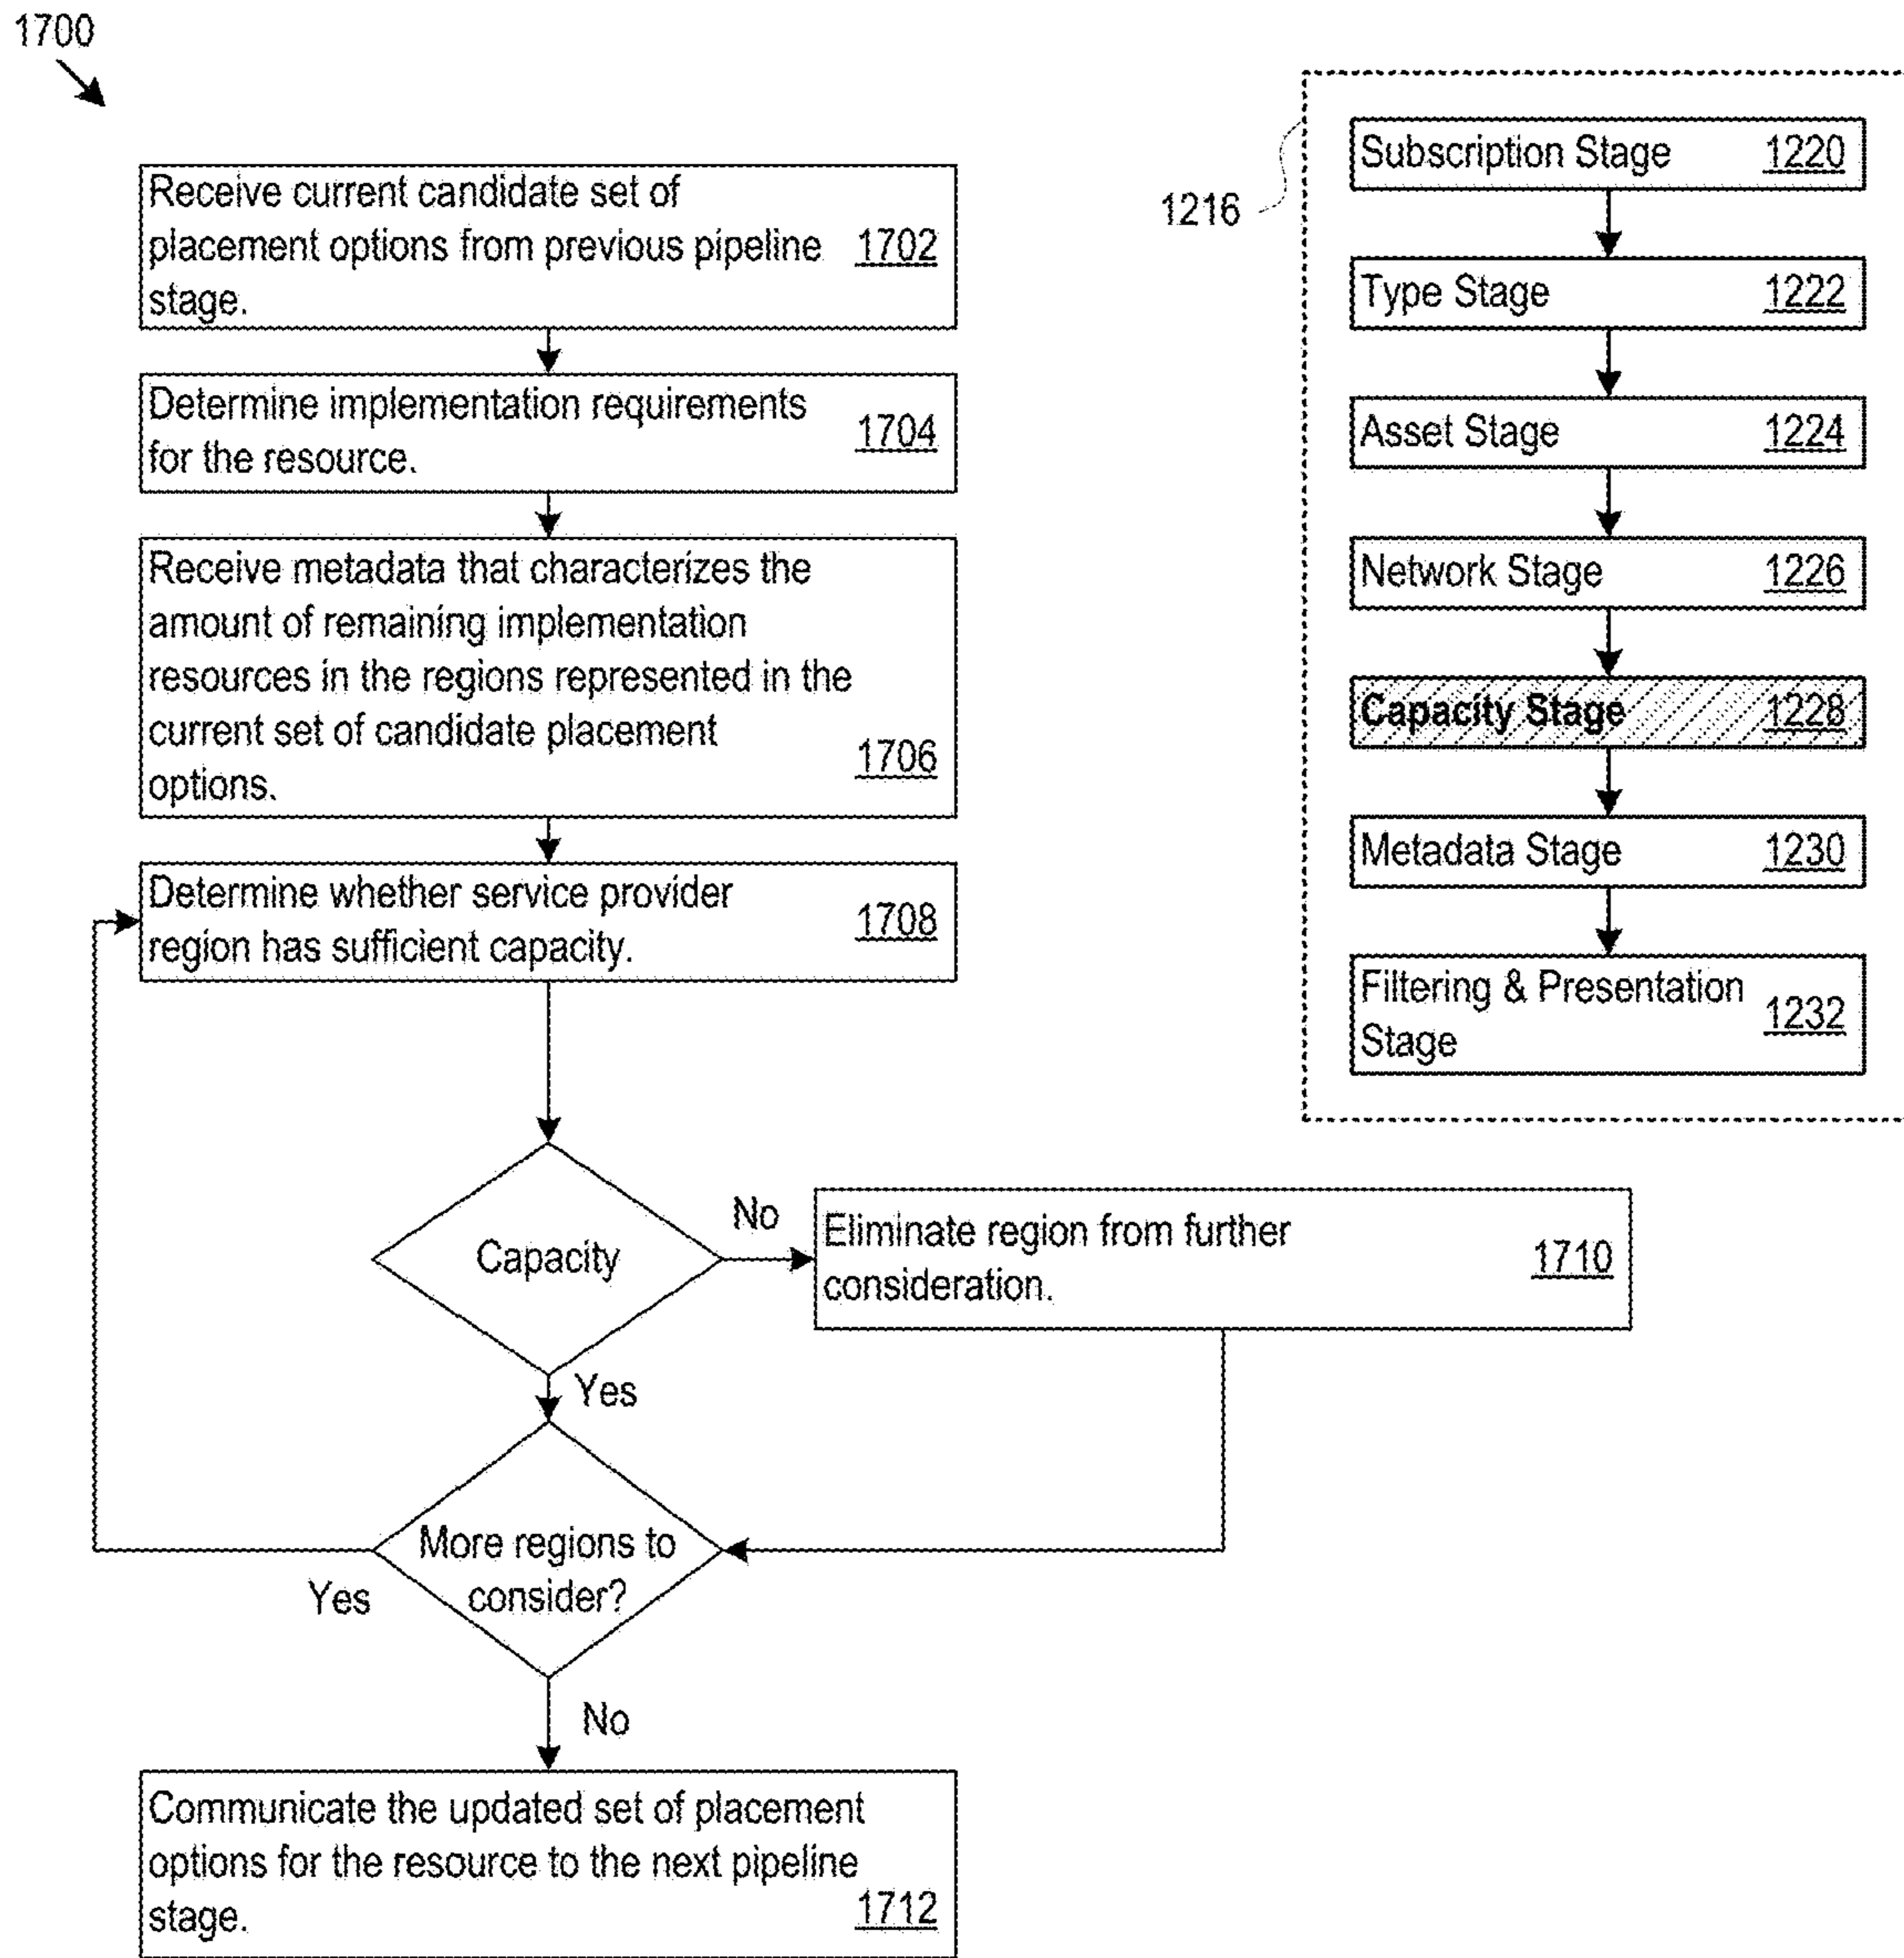 1700
Receive current candidate set of
placement options from previous pipeline 1702
stage.
Determine implementation requirements
for the resource. 1704
Receive metadata that characterizes the
amount of remaining implementation
resources in the regions represented in the
current set of candidate placement
options. 1706
Determine whether service provider
region has sufficient capacity. 1708
Capacity
No
Eliminate region from further
consideration. 1710
Yes
More regions to
consider?
Yes
No
Communicate the updated set of placement
options for the resource to the next pipeline
stage. 1712
1216
Subscription Stage 1220
Type Stage 1222
Asset Stage 1224
Network Stage 1226
Capacity Stage 1228
Metadata Stage 1230
Filtering & Presentation
Stage 1232